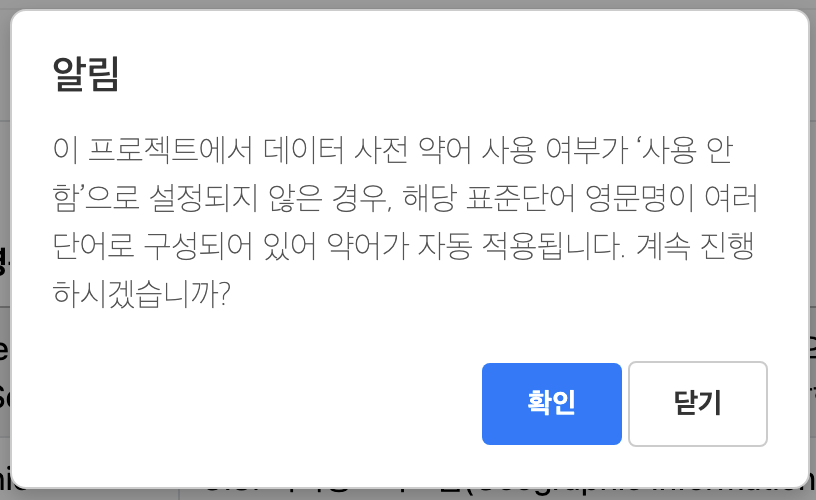 알림
이 프로젝트에서 데이터 사전 약어 사용 여부가 ‘사용 안
함’으로 설정되지 않은 경우, 해당 표준단어 영문명이 여러
단어로 구성되어 있어 약어가 자동 적용됩니다. 계속 진행
하시겠습니까?
확인 닫기